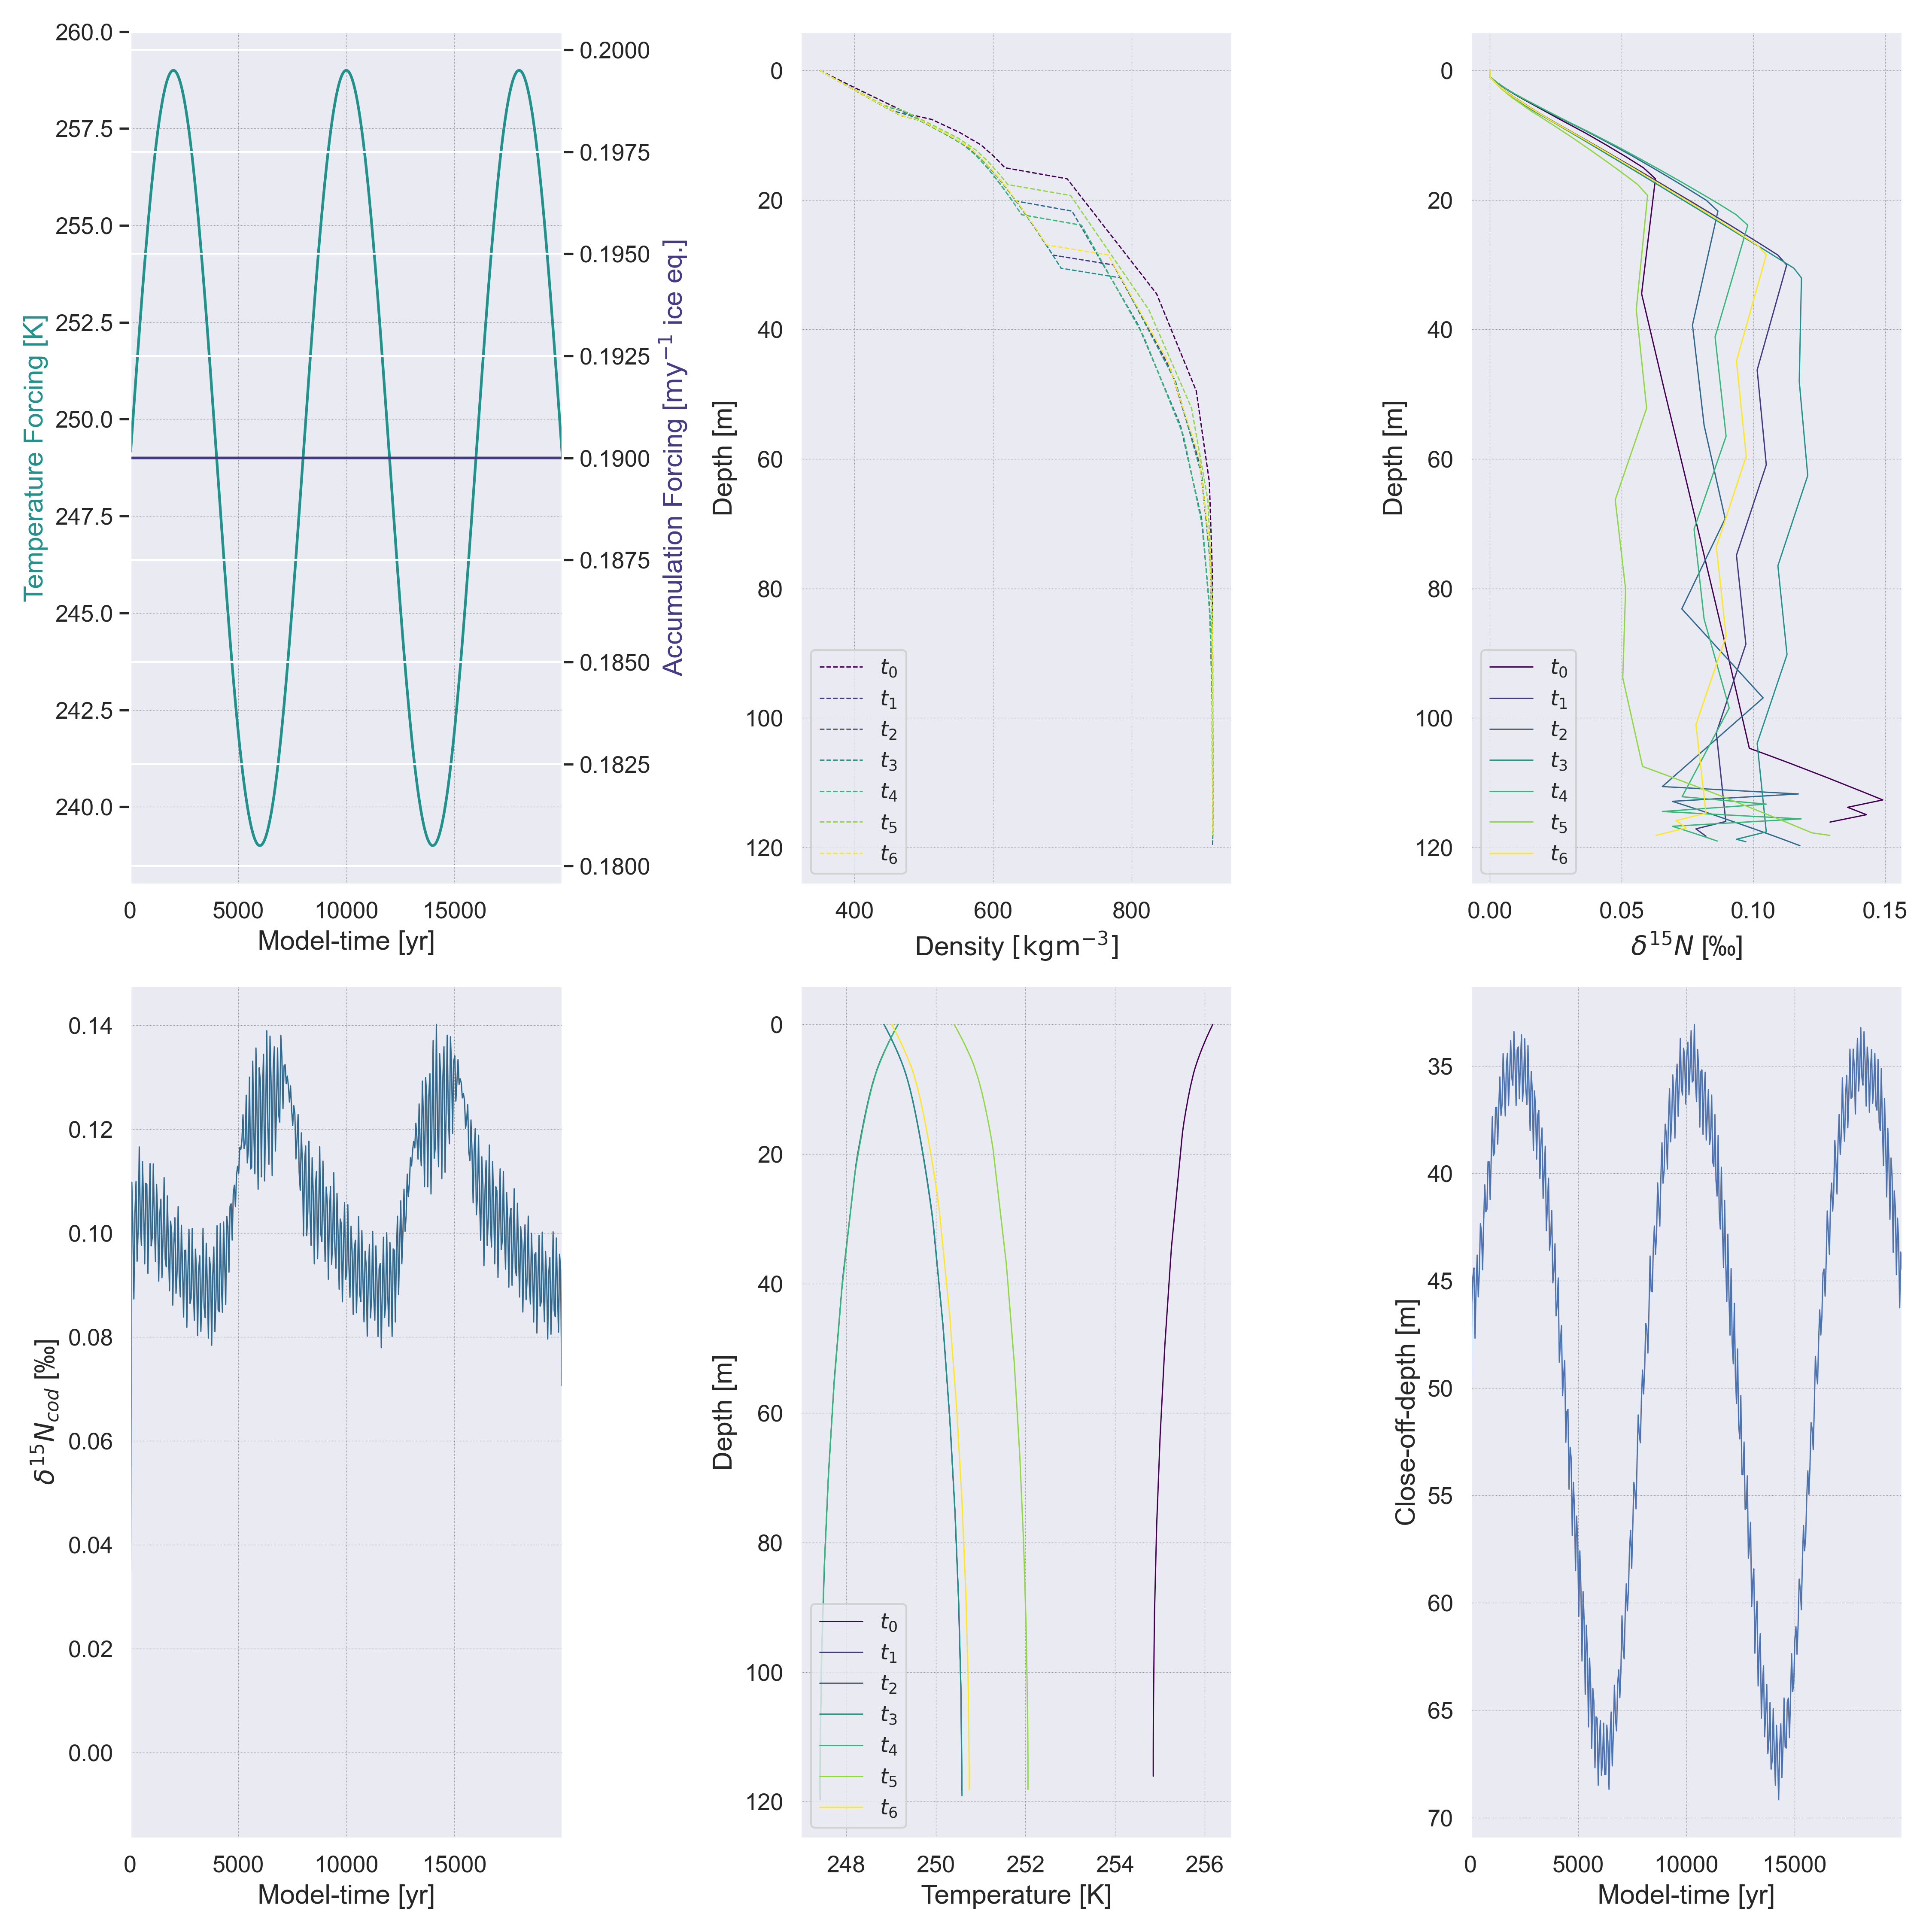 260.0
257.5
255.0
252.5
250.0
247.5
245.0
242.5
240.0
Temperature Forcing [K]
0 5000 10000 15000
Model-time [yr]
0.2000
0.1975
0.1950
0.1925
0.1900
0.1875
0.1850
0.1825
0.1800
Accumulation Forcing [my⁻¹ ice eq.]
0
20
40
60
80
100
120
Depth [m]
t₀
t₁
t₂
t₃
t₄
t₅
t₆
400 600 800
Density [kgm⁻³]
0
20
40
60
80
100
120
Depth [m]
t₀
t₁
t₂
t₃
t₄
t₅
t₆
0.00 0.05 0.10 0.15
δ¹⁵N [‰]
0.14
0.12
0.10
0.08
0.06
0.04
0.02
0.00
δ¹⁵N_cod [‰]
0 5000 10000 15000
Model-time [yr]
0
20
40
60
80
100
120
Depth [m]
t₀
t₁
t₂
t₃
t₄
t₅
t₆
248 250 252 254 256
Temperature [K]
35
40
45
50
55
60
65
70
Close-off-depth [m]
0 5000 10000 15000
Model-time [yr]